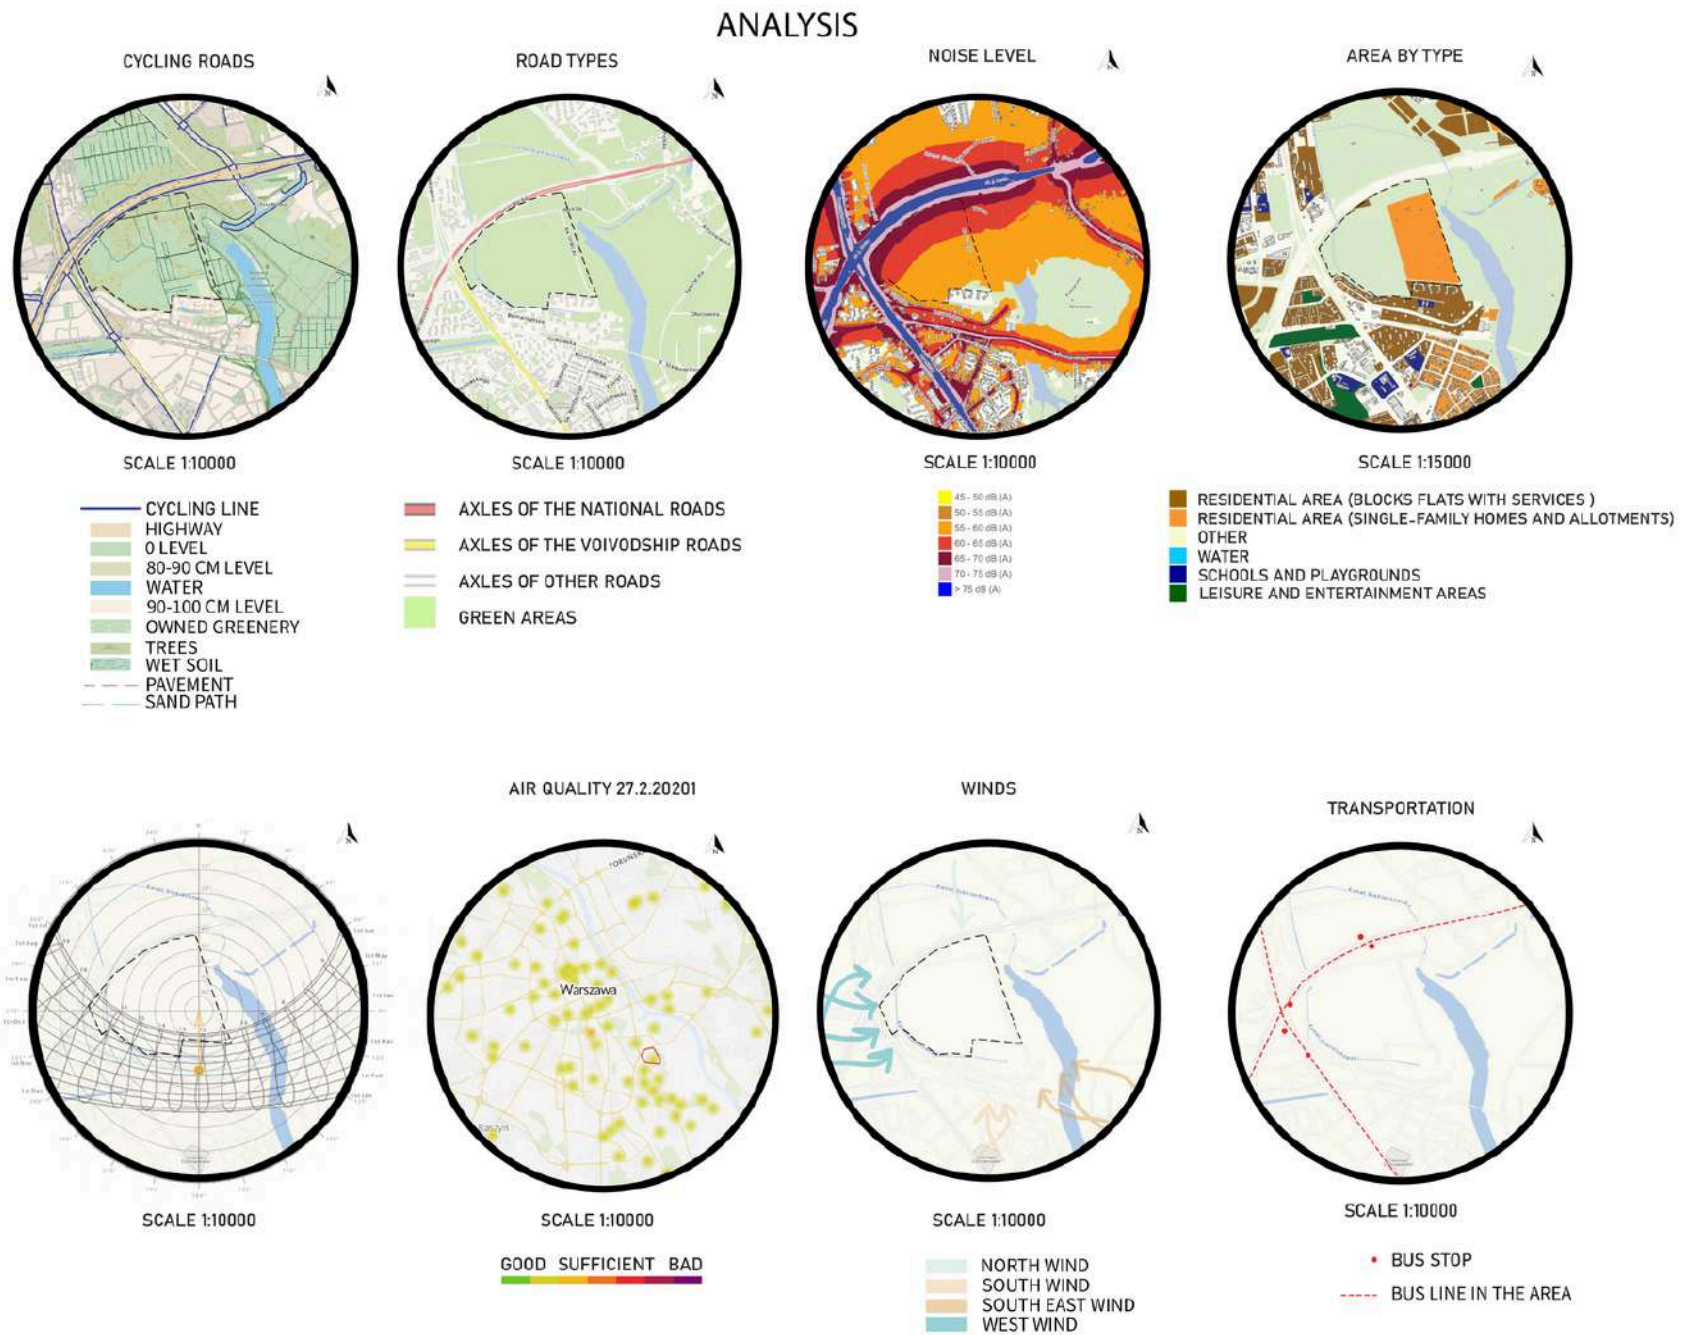 ANALYSIS
CYCLING ROADS
ROAD TYPES
NOISE LEVEL
AREA BY TYPE
SCALE 1:10000
SCALE 1:10000
SCALE 1:10000
SCALE 1:15000
CYCLING LINE
HIGHWAY
0 LEVEL
80-90 CM LEVEL
WATER
90-100 CM LEVEL
OWNED GREENERY
TREES
WET SOIL
PAVEMENT
SAND PATH
AXLES OF THE NATIONAL ROADS
AXLES OF THE VOIVODSHIP ROADS
AXLES OF OTHER ROADS
GREEN AREAS
45 - 50 dB (A)
50 - 55 dB (A)
55 - 60 dB (A)
60 - 65 dB (A)
65 - 70 dB (A)
70 - 75 dB (A)
> 75 dB (A)
RESIDENTIAL AREA (BLOCKS FLATS WITH SERVICES )
RESIDENTIAL AREA (SINGLE-FAMILY HOMES AND ALLOTMENTS)
OTHER
WATER
SCHOOLS AND PLAYGROUNDS
LEISURE AND ENTERTAINMENT AREAS
AIR QUALITY 27.2.20201
WINDS
TRANSPORTATION
Warszawa
Raszyn
SCALE 1:10000
SCALE 1:10000
SCALE 1:10000
SCALE 1:10000
GOOD SUFFICIENT BAD
NORTH WIND
SOUTH WIND
SOUTH EAST WIND
WEST WIND
BUS STOP
BUS LINE IN THE AREA